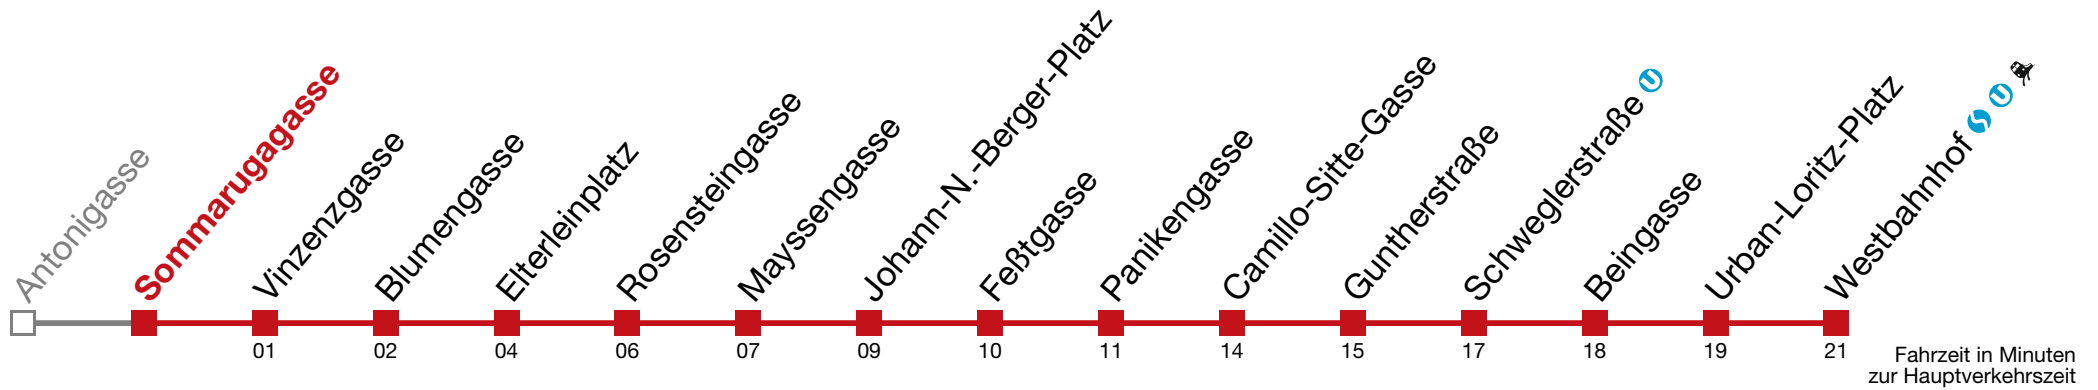 Antonigasse
Sommarugagasse
Vinzenzgasse
Blumengasse
Elterleinplatz
Rosensteingasse
Mayssengasse
Johann-N.-Berger-Platz
Feßtgasse
Panikengasse
Camillo-Sitte-Gasse
Guntherstraße
Schweglerstraße U
Beingasse
Urban-Loritz-Platz
Westbahnhof S U
01 02 04 06 07 09 10 11 14 15 17 18 19 21
Fahrzeit in Minuten
zur Hauptverkehrszeit